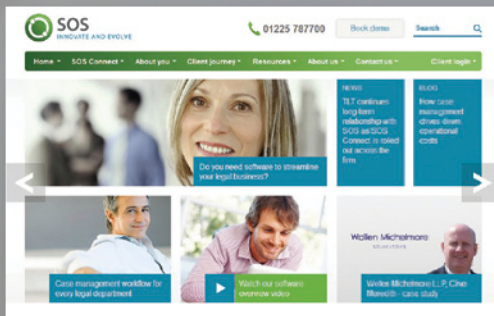 SOS
INNOVATE AND EVOLVE
01225 787700
Book demo
Search
Home
SOS Connect
About you
Client journey
Resources
About us
Contact us
Client login
Do you need software to streamline
your legal business?
NEWS
TLT continues
long-term
relationship with
SOS as SOS
Connect is rolled
out across the
firm
BLOG
How case
management
drives down
operational
costs
Case management workflow for
every legal department
Watch our software
overview video
Wollen Michelmore
SOLICITORS
Wollen Michelmore LLP, Clive
- case study